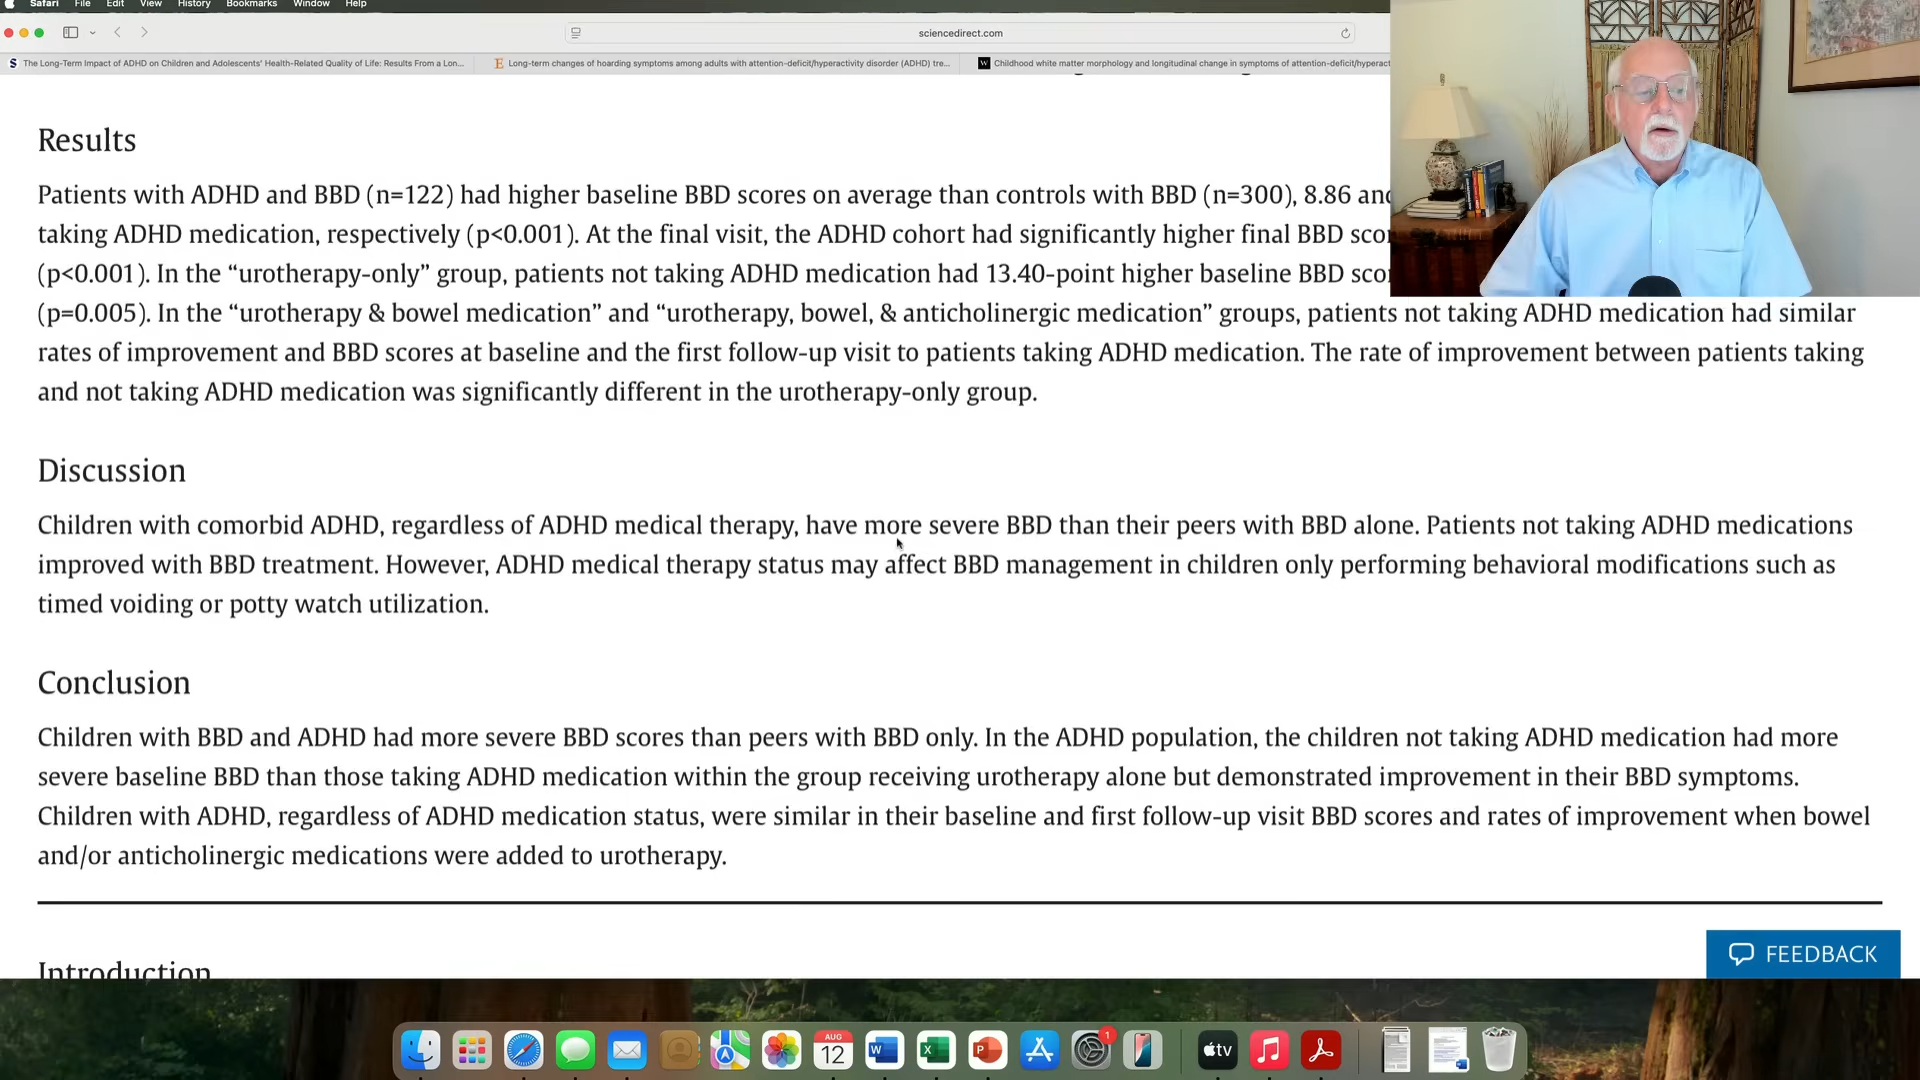 Safari File Edit View History Bookmarks Window Help
sciencedirect.com
The Long-Term Impact of ADHD on Children and Adolescents' Health-Related Quality of Life: Results From a Lon...
Long-term changes of hoarding symptoms among adults with attention-deficit/hyperactivity disorder (ADHD) tre...
Childhood white matter morphology and longitudinal change in symptoms of attention-deficit/hyperact
Results
Patients with ADHD and BBD (n=122) had higher baseline BBD scores on average than controls with BBD (n=300), 8.86 and
taking ADHD medication, respectively (p<0.001). At the final visit, the ADHD cohort had significantly higher final BBD scor
(p<0.001). In the “urotherapy-only” group, patients not taking ADHD medication had 13.40-point higher baseline BBD scor
(p=0.005). In the “urotherapy & bowel medication” and “urotherapy, bowel, & anticholinergic medication” groups, patients not taking ADHD medication had similar
rates of improvement and BBD scores at baseline and the first follow-up visit to patients taking ADHD medication. The rate of improvement between patients taking
and not taking ADHD medication was significantly different in the urotherapy-only group.
Discussion
Children with comorbid ADHD, regardless of ADHD medical therapy, have more severe BBD than their peers with BBD alone. Patients not taking ADHD medications
improved with BBD treatment. However, ADHD medical therapy status may affect BBD management in children only performing behavioral modifications such as
timed voiding or potty watch utilization.
Conclusion
Children with BBD and ADHD had more severe BBD scores than peers with BBD only. In the ADHD population, the children not taking ADHD medication had more
severe baseline BBD than those taking ADHD medication within the group receiving urotherapy alone but demonstrated improvement in their BBD symptoms.
Children with ADHD, regardless of ADHD medication status, were similar in their baseline and first follow-up visit BBD scores and rates of improvement when bowel
and/or anticholinergic medications were added to urotherapy.
Introduction
FEEDBACK
AUG
12
1
tv